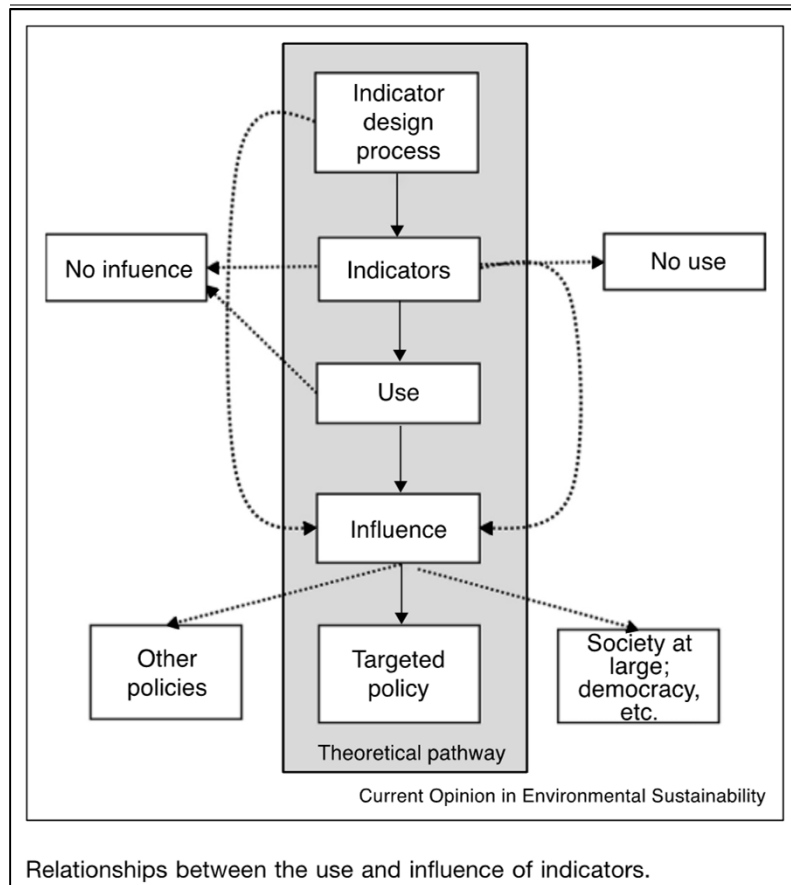 Indicator
design
process
No infuence
Indicators
No use
Use
Influence
Other
policies
Targeted
policy
Society at
large;
democracy,
etc.
Theoretical pathway
Current Opinion in Environmental Sustainability
Relationships between the use and influence of indicators.